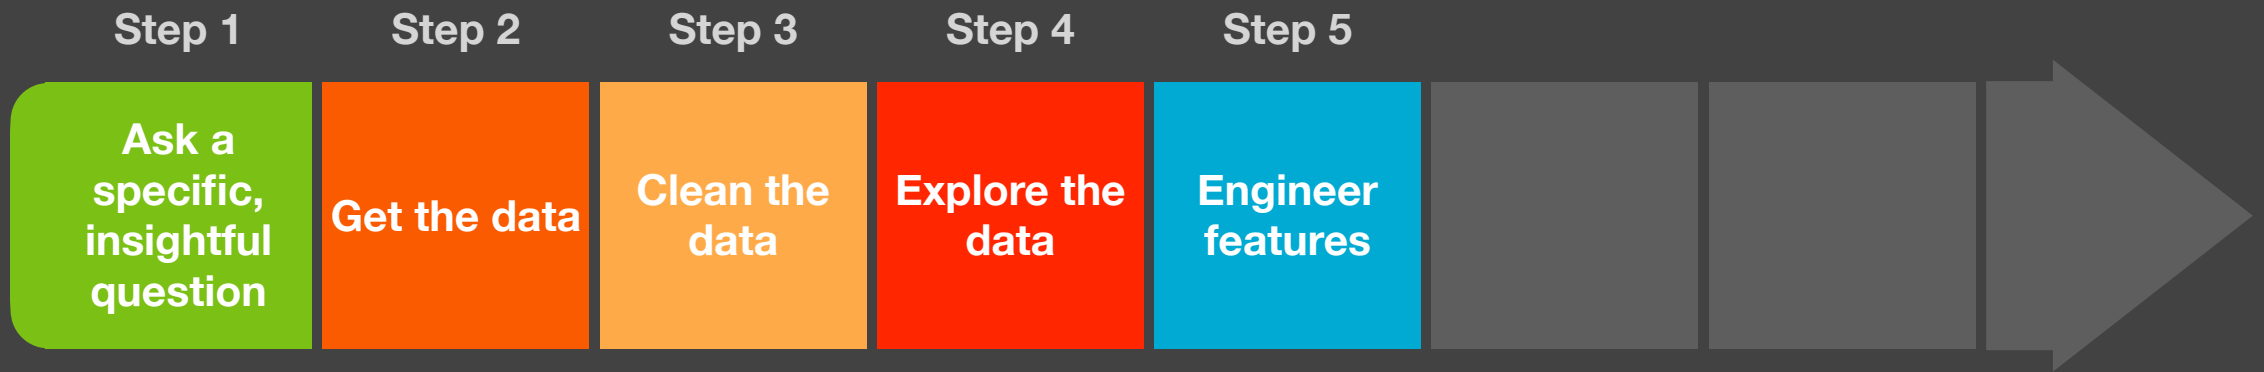 Step 1
Step 2
Step 3
Step 4
Step 5
Ask a
specific,
insightful
question
Get the data
Clean the
data
Explore the
data
Engineer
features